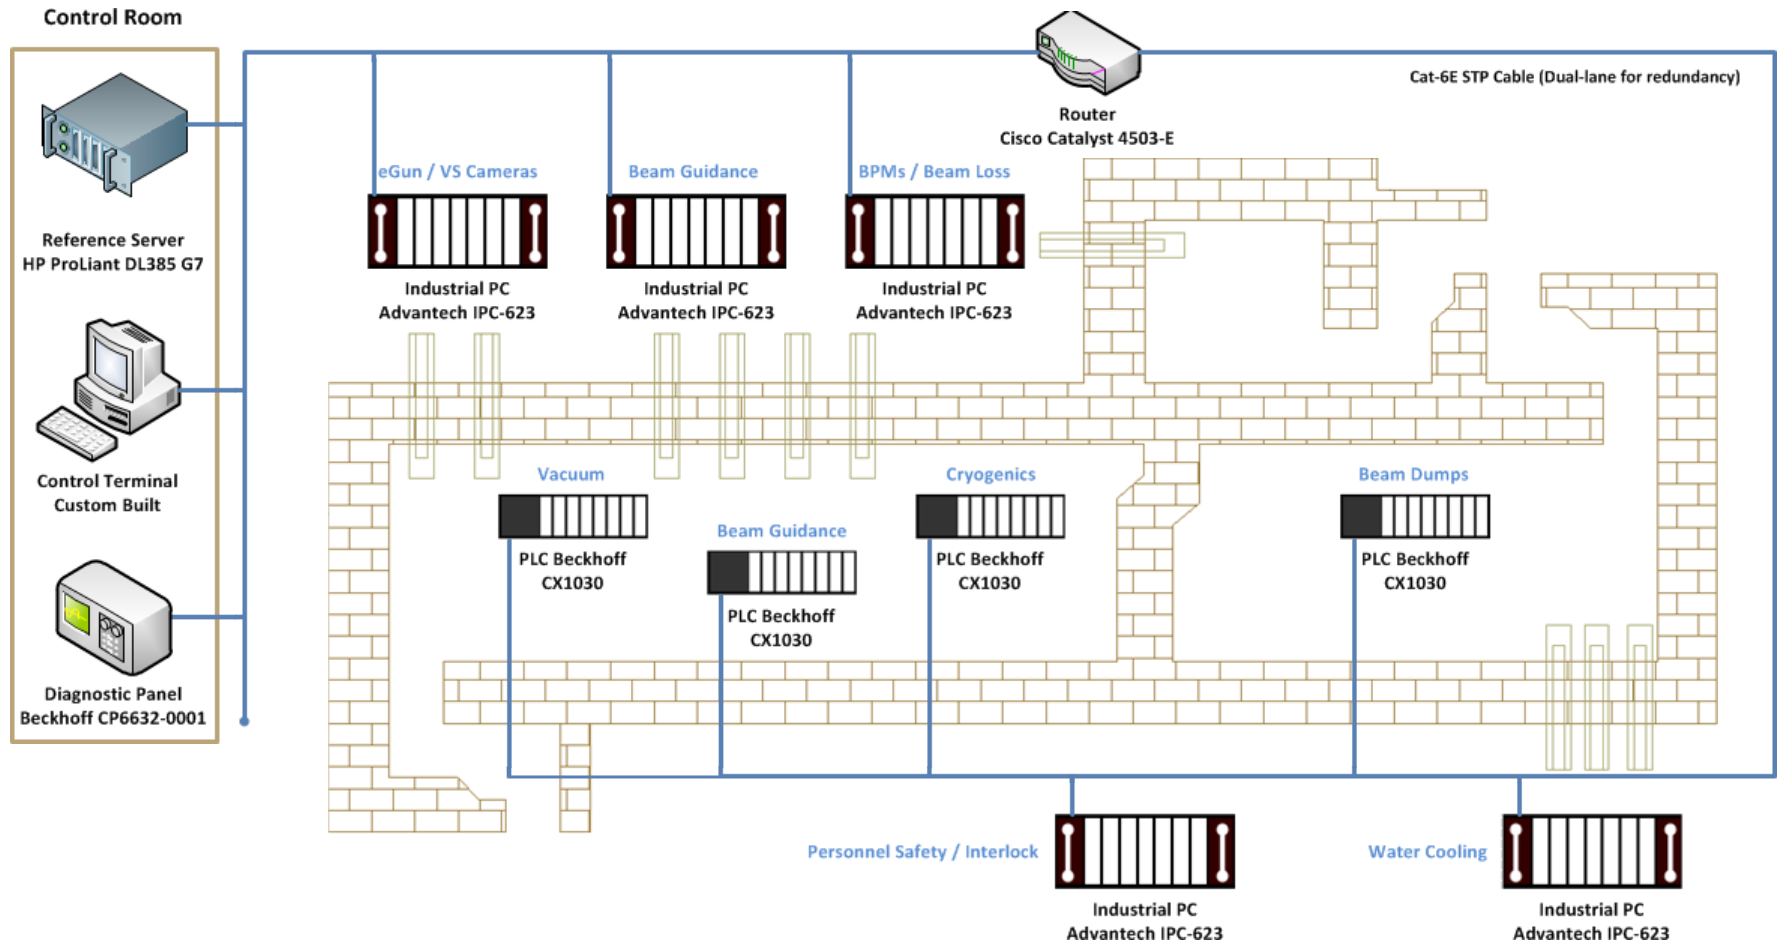 Control Room
Reference Server
HP ProLiant DL385 G7
Control Terminal
Custom Built
Diagnostic Panel
Beckhoff CP6632-0001
Router
Cisco Catalyst 4503-E
Cat-6E STP Cable (Dual-lane for redundancy)
eGun / VS Cameras
Industrial PC
Advantech IPC-623
Beam Guidance
Industrial PC
Advantech IPC-623
BPMs / Beam Loss
Industrial PC
Advantech IPC-623
Vacuum
PLC Beckhoff
CX1030
Beam Guidance
PLC Beckhoff
CX1030
Cryogenics
PLC Beckhoff
CX1030
Beam Dumps
PLC Beckhoff
CX1030
Personnel Safety / Interlock
Industrial PC
Advantech IPC-623
Water Cooling
Industrial PC
Advantech IPC-623